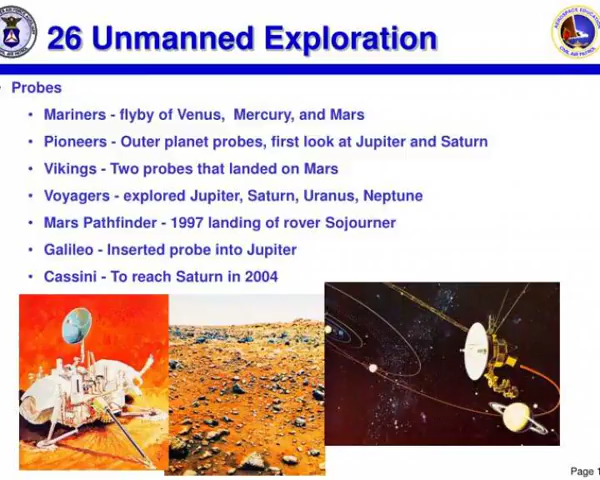 26 Unmanned Exploration
• Probes
• Mariners - flyby of Venus, Mercury, and Mars
• Pioneers - Outer planet probes, first look at Jupiter and Saturn
• Vikings - Two probes that landed on Mars
• Voyagers - explored Jupiter, Saturn, Uranus, Neptune
• Mars Pathfinder - 1997 landing of rover Sojourner
• Galileo - Inserted probe into Jupiter
• Cassini - To reach Saturn in 2004
Page 1